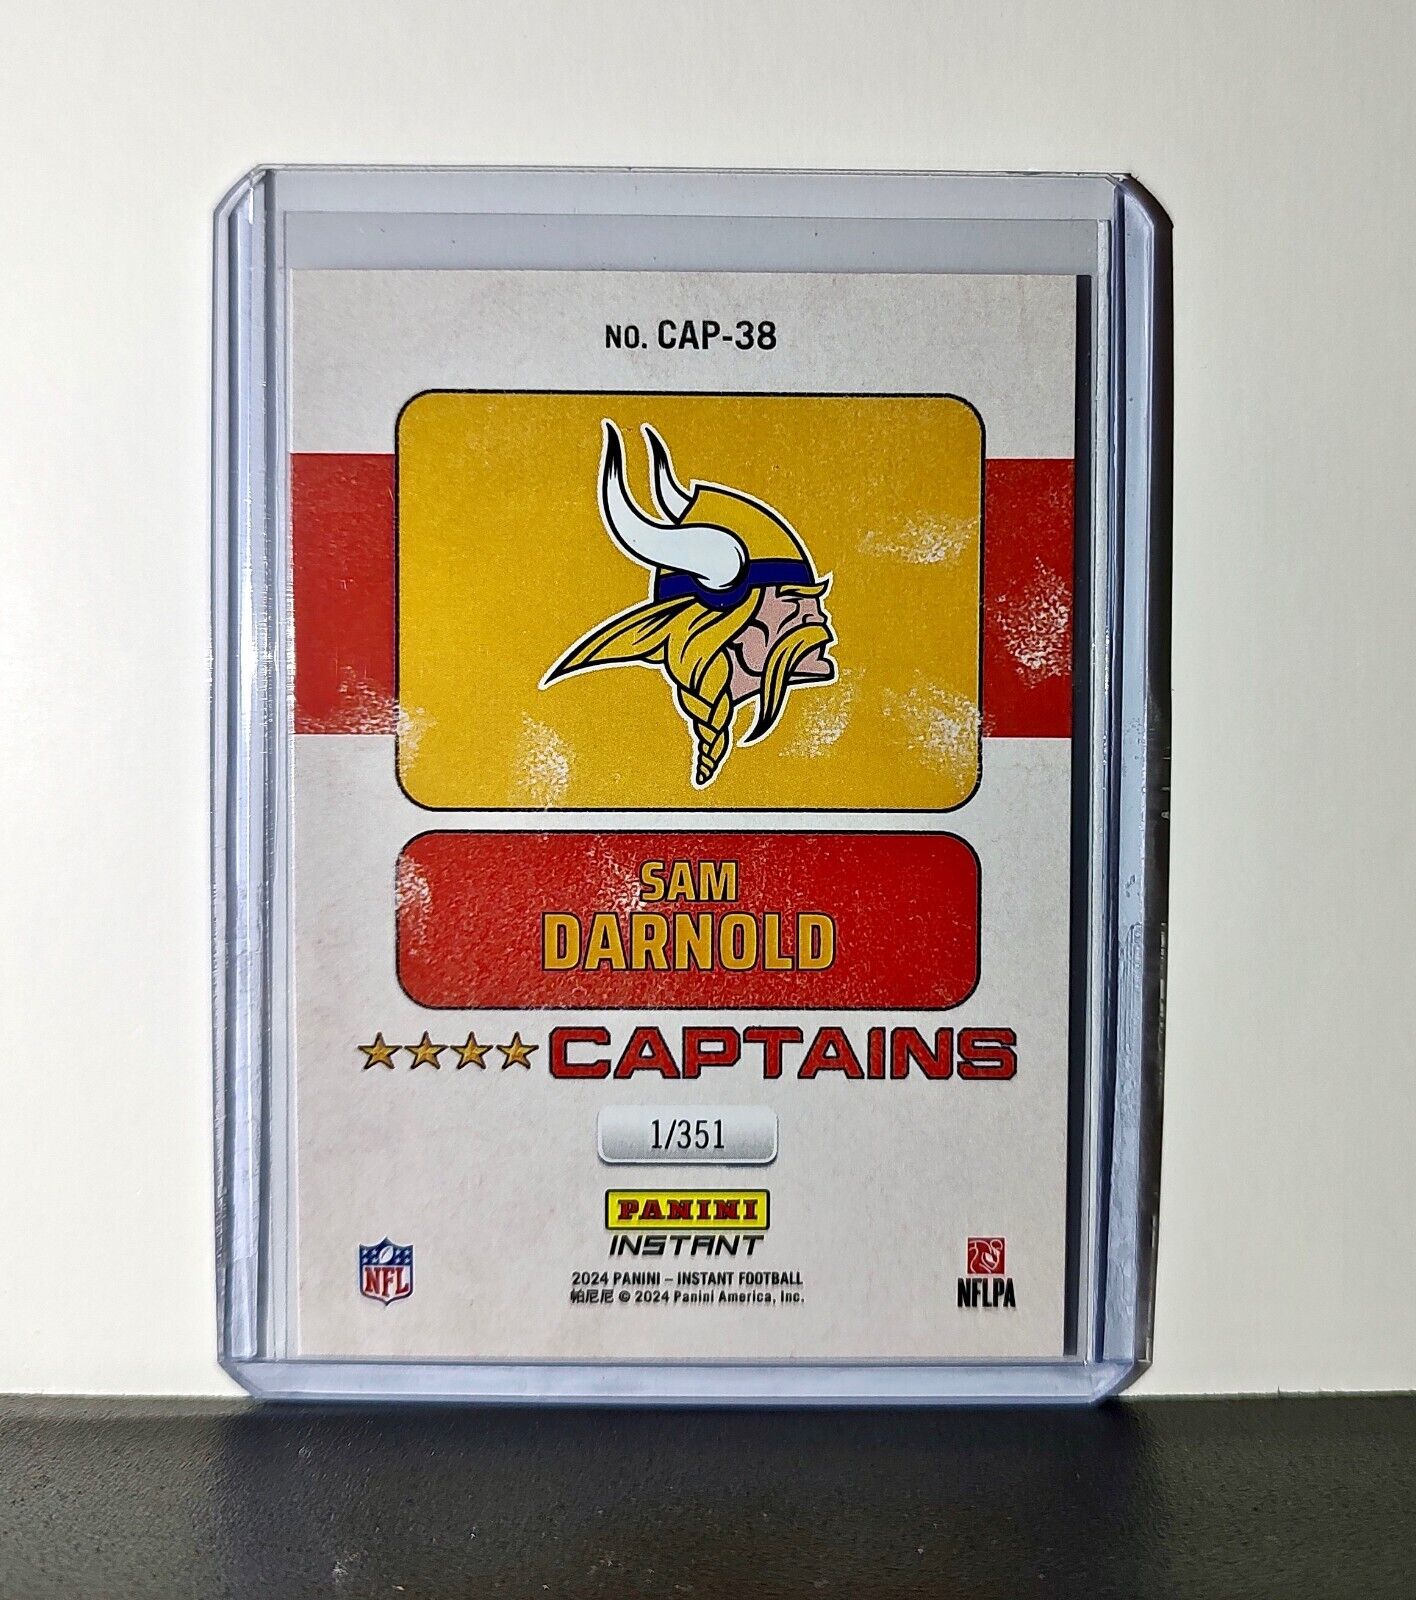 NO. CAP-38
SAM
DARNOLD
CAPTAINS
1/351
PANINI
INSTANT
NFL
NFLPA
2024 PANINI – INSTANT FOOTBALL
帕尼尼 © 2024 Panini America, Inc.